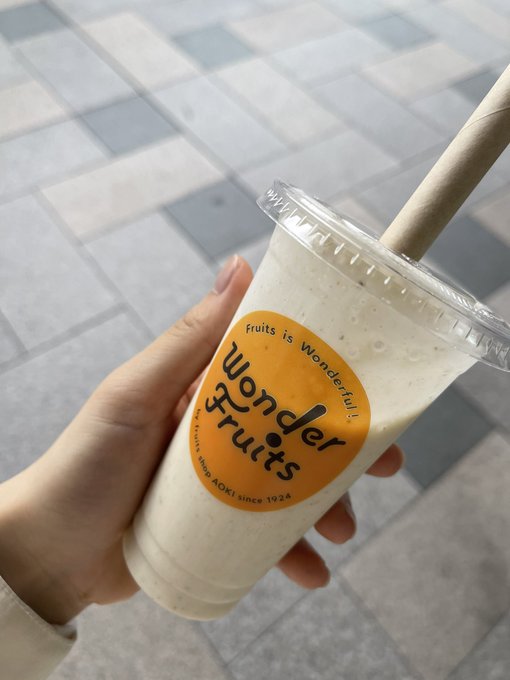 Fruits is Wonderful!
Wonder
Fruits
by fruits shop AOKI since 1924